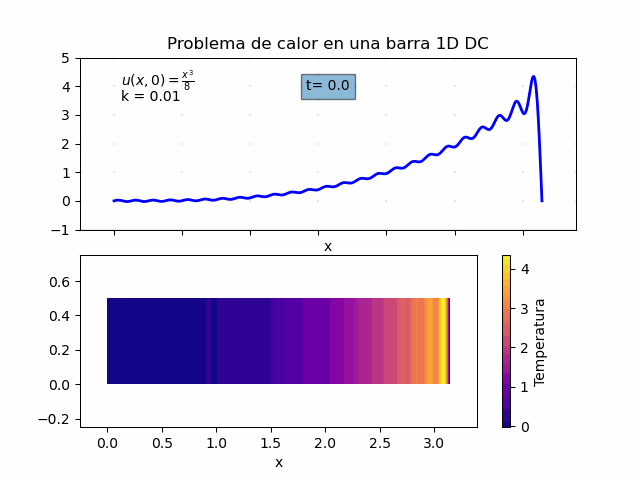 Problema de calor en una barra 1D DC
5
4
3
2
1
0
−1
u(x, 0) = x³/8
k = 0.01
t= 0.0
x
0.6
0.4
0.2
0.0
−0.2
0.0 0.5 1.0 1.5 2.0 2.5 3.0
x
4
3
2
1
0
Temperatura